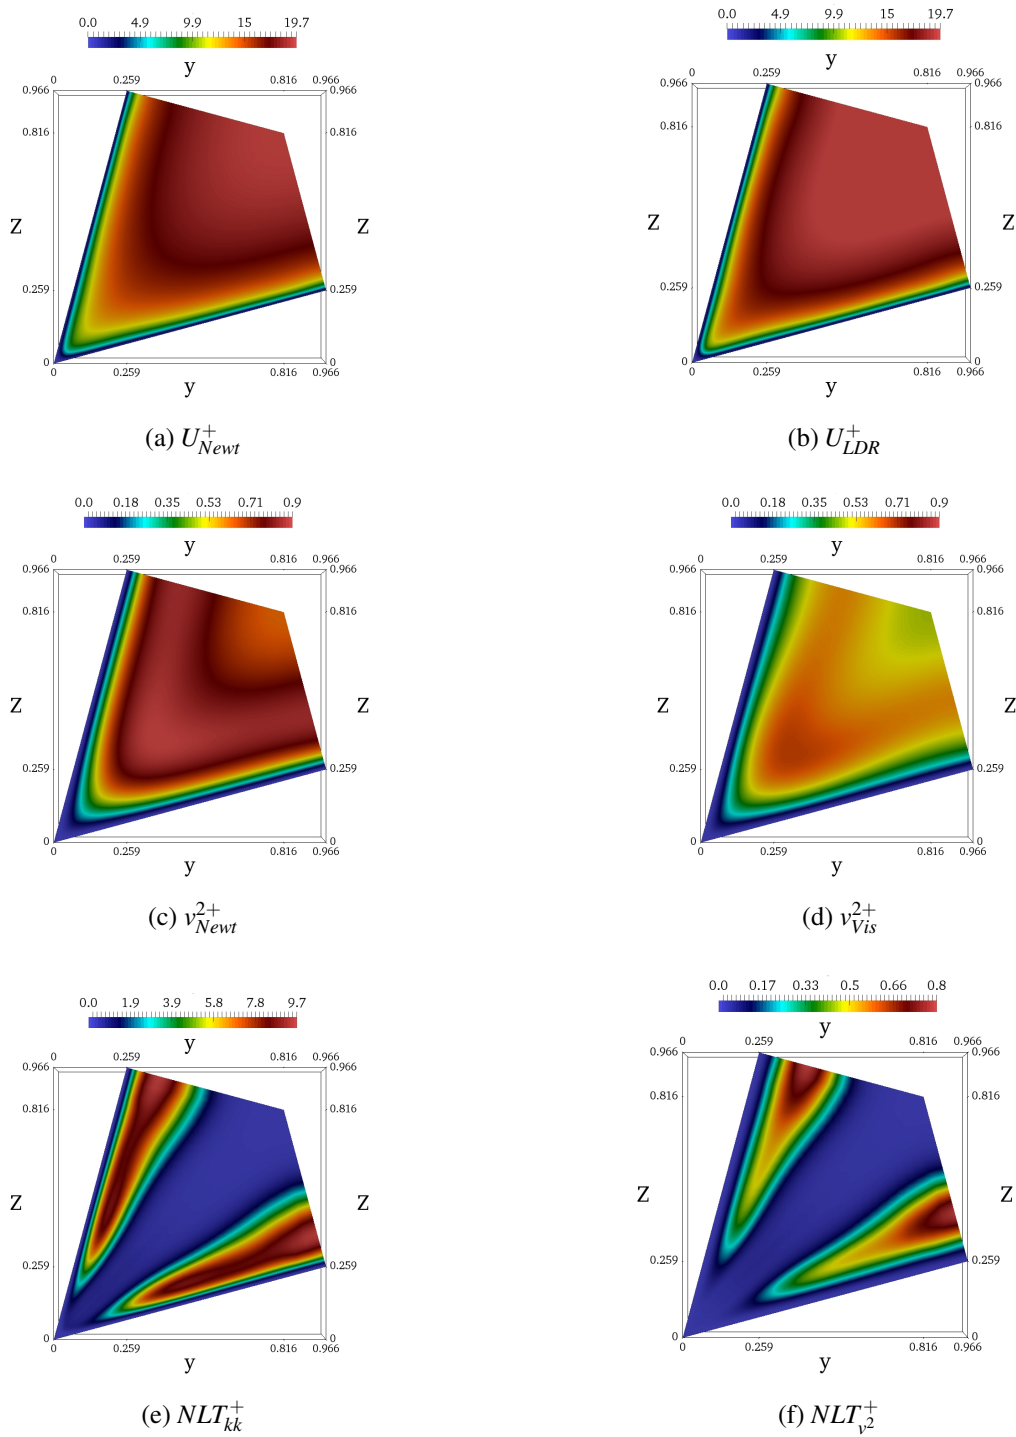 0.0 4.9 9.9 15 19.7
y
0 0.259 0.816 0.966
0.966 0.966
0.816 0.816
Z Z
0.259 0.259
0 0
0 0.259 0.816 0.966
y
(a) U+Newt
0.0 4.9 9.9 15 19.7
y
0 0.259 0.816 0.966
0.966 0.966
0.816 0.816
Z Z
0.259 0.259
0 0
0 0.259 0.816 0.966
y
(b) U+LDR
0.0 0.18 0.35 0.53 0.71 0.9
y
0 0.259 0.816 0.966
0.966 0.966
0.816 0.816
Z Z
0.259 0.259
0 0
0 0.259 0.816 0.966
y
(c) v2+Newt
0.0 0.18 0.35 0.53 0.71 0.9
y
0 0.259 0.816 0.966
0.966 0.966
0.816 0.816
Z Z
0.259 0.259
0 0
0 0.259 0.816 0.966
y
(d) v2+Vis
0.0 1.9 3.9 5.8 7.8 9.7
y
0 0.259 0.816 0.966
0.966 0.966
0.816 0.816
Z Z
0.259 0.259
0 0
0 0.259 0.816 0.966
y
(e) NLT+kk
0.0 0.17 0.33 0.5 0.66 0.8
y
0 0.259 0.816 0.966
0.966 0.966
0.816 0.816
Z Z
0.259 0.259
0 0
0 0.259 0.816 0.966
y
(f) NLT+v2